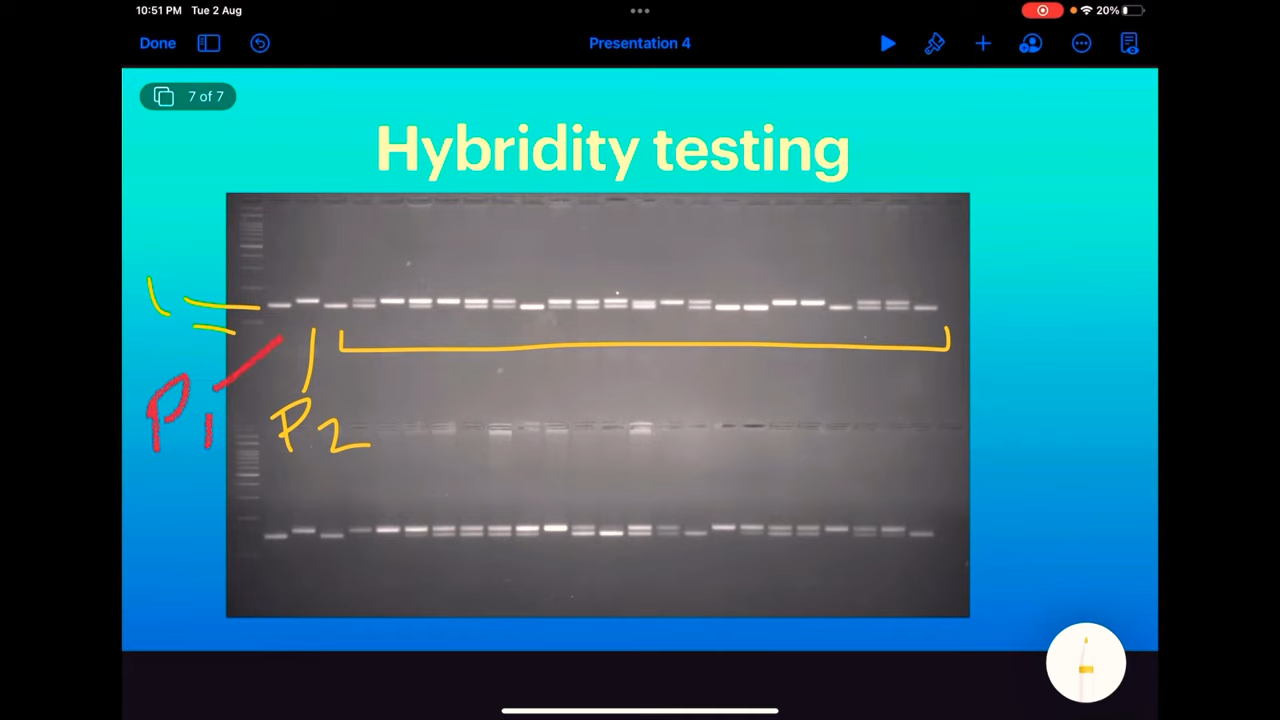 10:51 PM Tue 2 Aug
20%
Done
Presentation 4
7 of 7
Hybridity testing
P1
P2